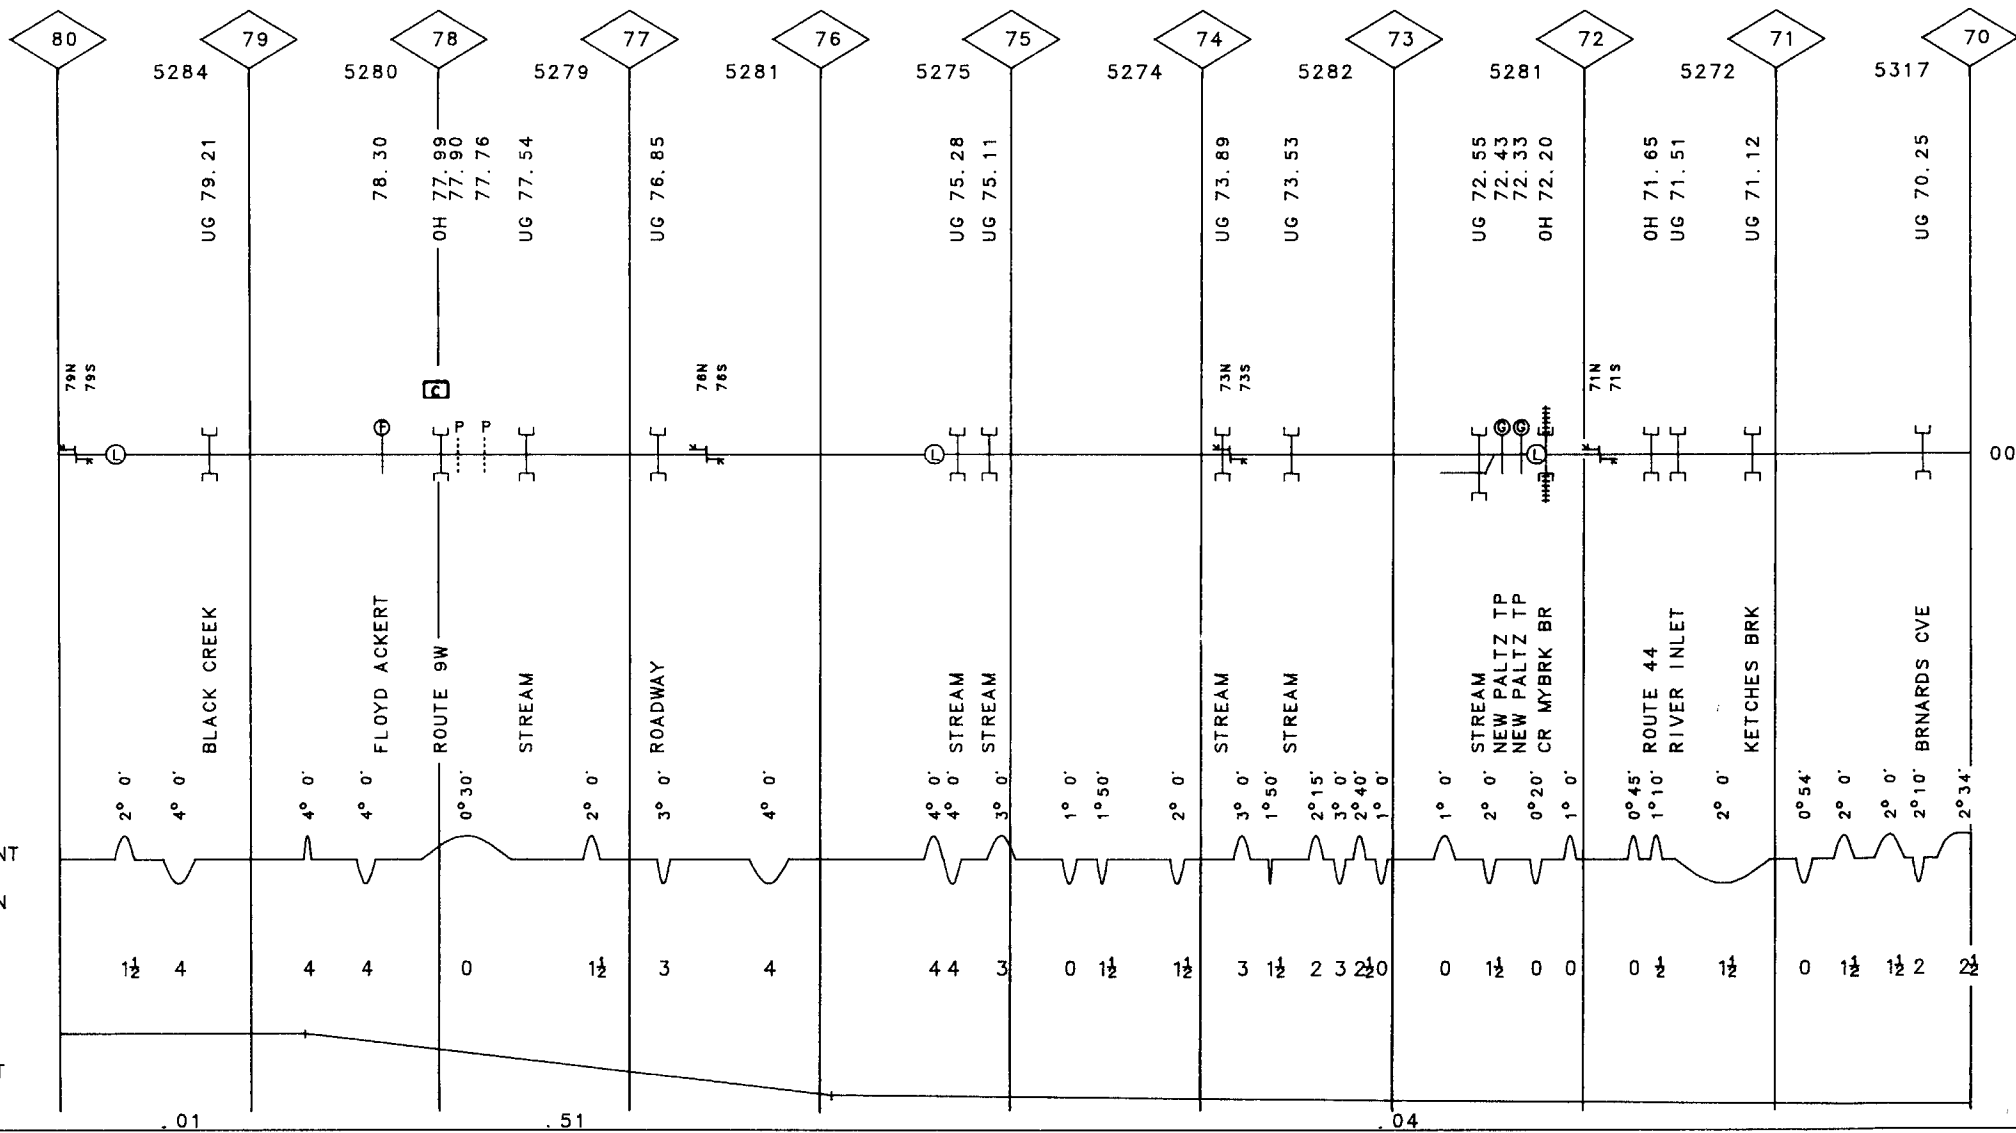 80 79 78 77 76 75 74 73 72 71 70
5284 5280 5279 5281 5275 5274 5282 5281 5272 5317
UG 79.21
78.30
OH 77.99
77.90
77.76
UG 77.54
UG 76.85
UG 75.28
UG 75.11
UG 73.89
UG 73.53
UG 72.55
72.43
72.33
OH 72.20
OH 71.65
UG 71.51
UG 71.12
UG 70.25
79N
79S
C
76N
76S
73N
73S
71N
71S
L F P P L G G L
00
BLACK CREEK
FLOYD ACKERT
ROUTE 9W
STREAM
ROADWAY
STREAM
STREAM
STREAM
STREAM
STREAM
NEW PALTZ TP
NEW PALTZ TP
CR MYBRK BR
ROUTE 44
RIVER INLET
KETCHES BRK
BRNARDS CVE
2° 0' 4° 0' 4° 0' 4° 0' 0°30' 2° 0' 3° 0' 4° 0' 4° 0' 4° 0' 3° 0' 1° 0' 1°50' 2° 0' 3° 0' 1°50' 2°15' 3° 0' 2°40' 1° 0' 1° 0' 2° 0' 0°20' 1° 0' 0°45' 1°10' 2° 0' 0°54' 2° 0' 2° 0' 2°10' 2°34'
NT
N
1½ 4 4 4 0 1½ 3 4 4 4 3 0 1½ 1½ 3 1½ 2 3 2½ 0 0 1½ 0 0 0 ½ 1½ 0 1½ 1½ 2 2½
T
.01 .51 .04